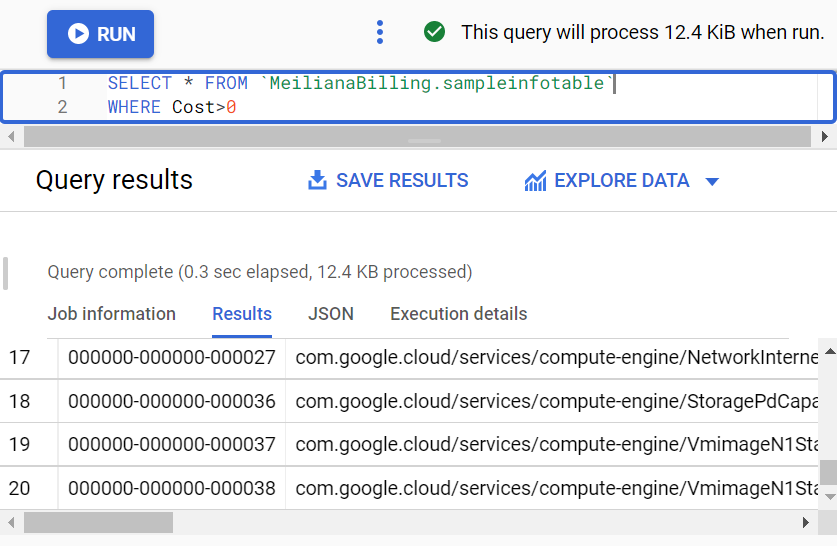 RUN
This query will process 12.4 KiB when run.
1 SELECT * FROM `MeilianaBilling.sampleinfotable`
2 WHERE Cost>0
Query results
SAVE RESULTS
EXPLORE DATA
Query complete (0.3 sec elapsed, 12.4 KB processed)
Job information Results JSON Execution details
17 000000-000000-000027 com.google.cloud/services/compute-engine/NetworkInterne
18 000000-000000-000036 com.google.cloud/services/compute-engine/StoragePdCapa
19 000000-000000-000037 com.google.cloud/services/compute-engine/VmimageN1Sta
20 000000-000000-000038 com.google.cloud/services/compute-engine/VmimageN1Sta